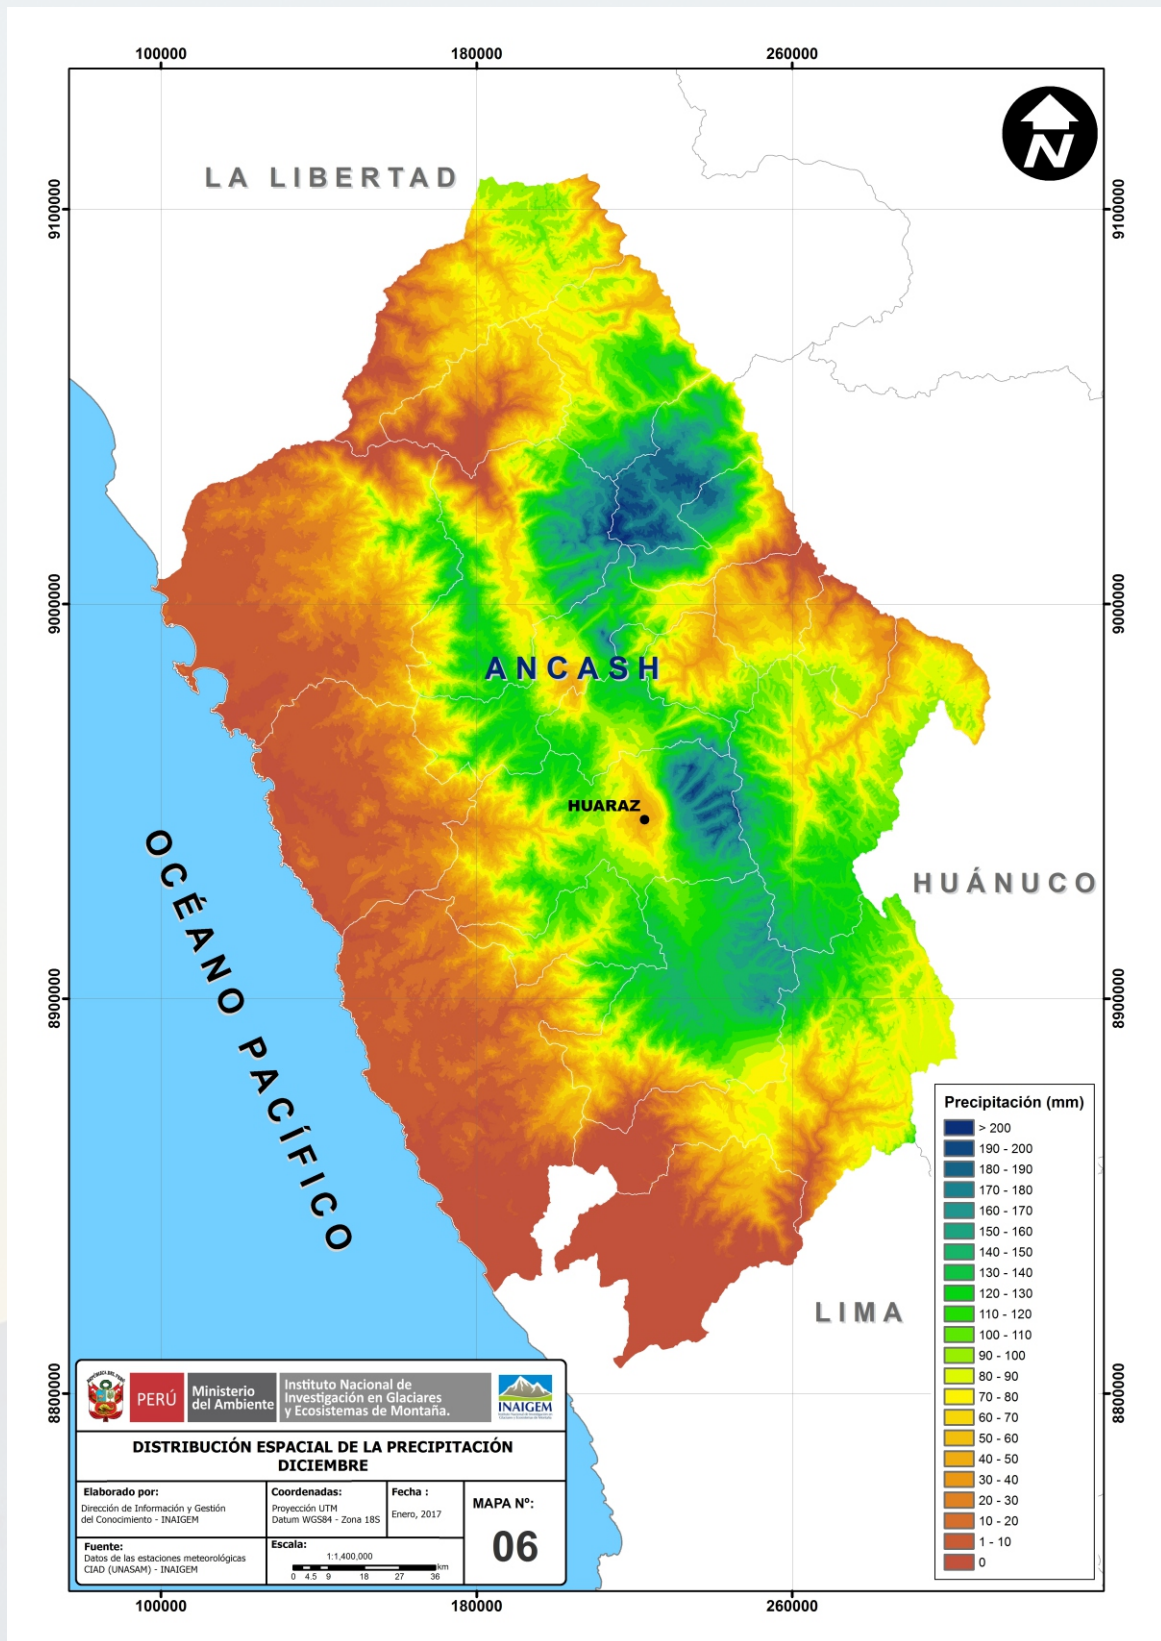 100000
180000
260000
LA LIBERTAD
9100000
9100000
9000000
9000000
ANCASH
HUARAZ
OCÉANO PACÍFICO
HUÁNUCO
8900000
8900000
LIMA
8800000
8800000
N
Precipitación (mm)
> 200
190 - 200
180 - 190
170 - 180
160 - 170
150 - 160
140 - 150
130 - 140
120 - 130
110 - 120
100 - 110
90 - 100
80 - 90
70 - 80
60 - 70
50 - 60
40 - 50
30 - 40
20 - 30
10 - 20
1 - 10
0
PERÚ
Ministerio
del Ambiente
Instituto Nacional de
Investigación en Glaciares
y Ecosistemas de Montaña.
INAIGEM
DISTRIBUCIÓN ESPACIAL DE LA PRECIPITACIÓN
DICIEMBRE
Elaborado por:
Dirección de Información y Gestión
del Conocimiento - INAIGEM
Coordenadas:
Proyección UTM
Datum WGS84 - Zona 18S
Fecha :
Enero, 2017
MAPA Nº:
06
Fuente:
Datos de las estaciones meteorológicas
CIAD (UNASAM) - INAIGEM
Escala:
1:1,400,000
km
0 4.5 9 18 27 36
100000
180000
260000